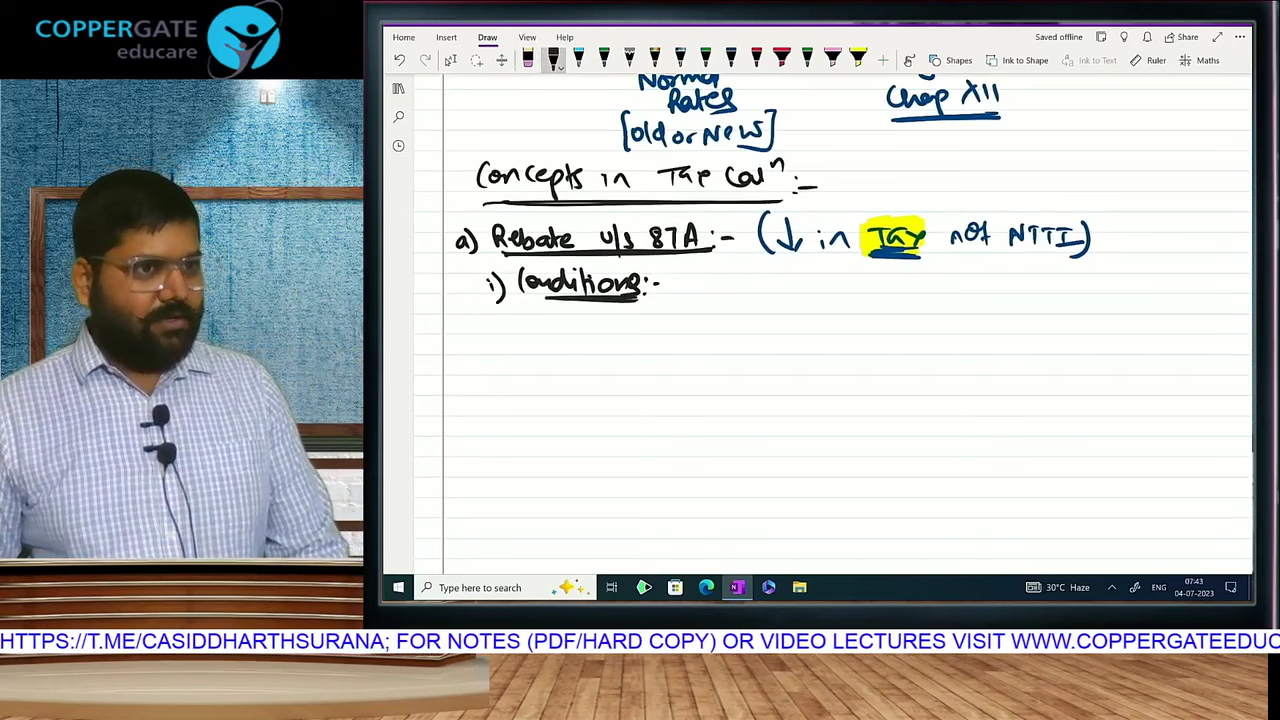 COPPERGATE
educare
Home Insert Draw View Help
Saved offline
Share
Shapes Ink to Shape Ink to Text Ruler Maths
Normal
Rates
[Old or New]
Chap XII
Concepts in Tax Calⁿ :-
a) Rebate u/s 87A :- (↓ in Tax not NTTI)
i) Conditions :-
Type here to search
30°C Haze
ENG
07:43
04-07-2023
HTTPS://T.ME/CASIDDHARTHSURANA; FOR NOTES (PDF/HARD COPY) OR VIDEO LECTURES VISIT WWW.COPPERGATEEDUC